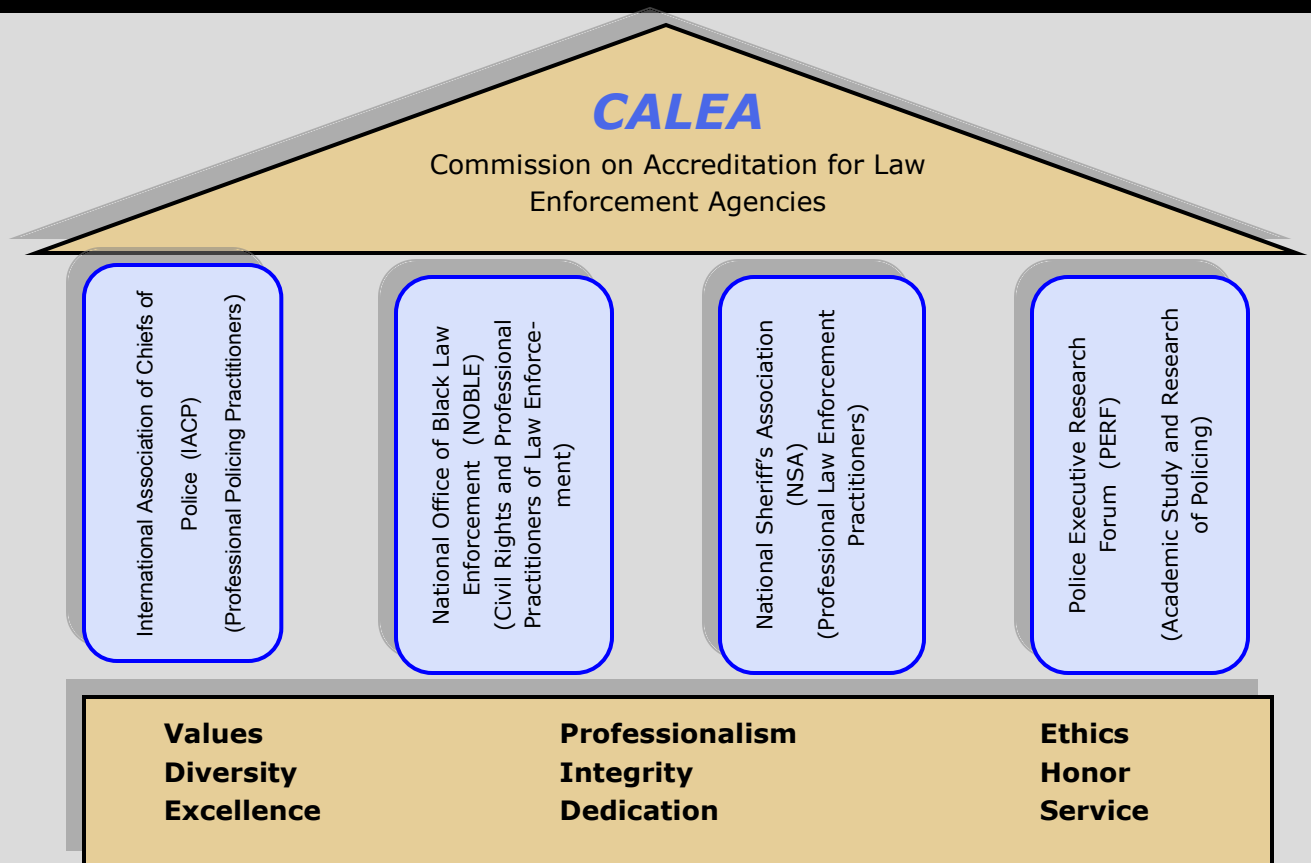 CALEA
Commission on Accreditation for Law
Enforcement Agencies
International Association of Chiefs of
Police (IACP)
(Professional Policing Practitioners)
National Office of Black Law
Enforcement (NOBLE)
(Civil Rights and Professional
Practitioners of Law Enforce-
ment)
National Sheriff's Association
(NSA)
(Professional Law Enforcement
Practitioners)
Police Executive Research
Forum (PERF)
(Academic Study and Research
of Policing)
Values Professionalism Ethics
Diversity Integrity Honor
Excellence Dedication Service